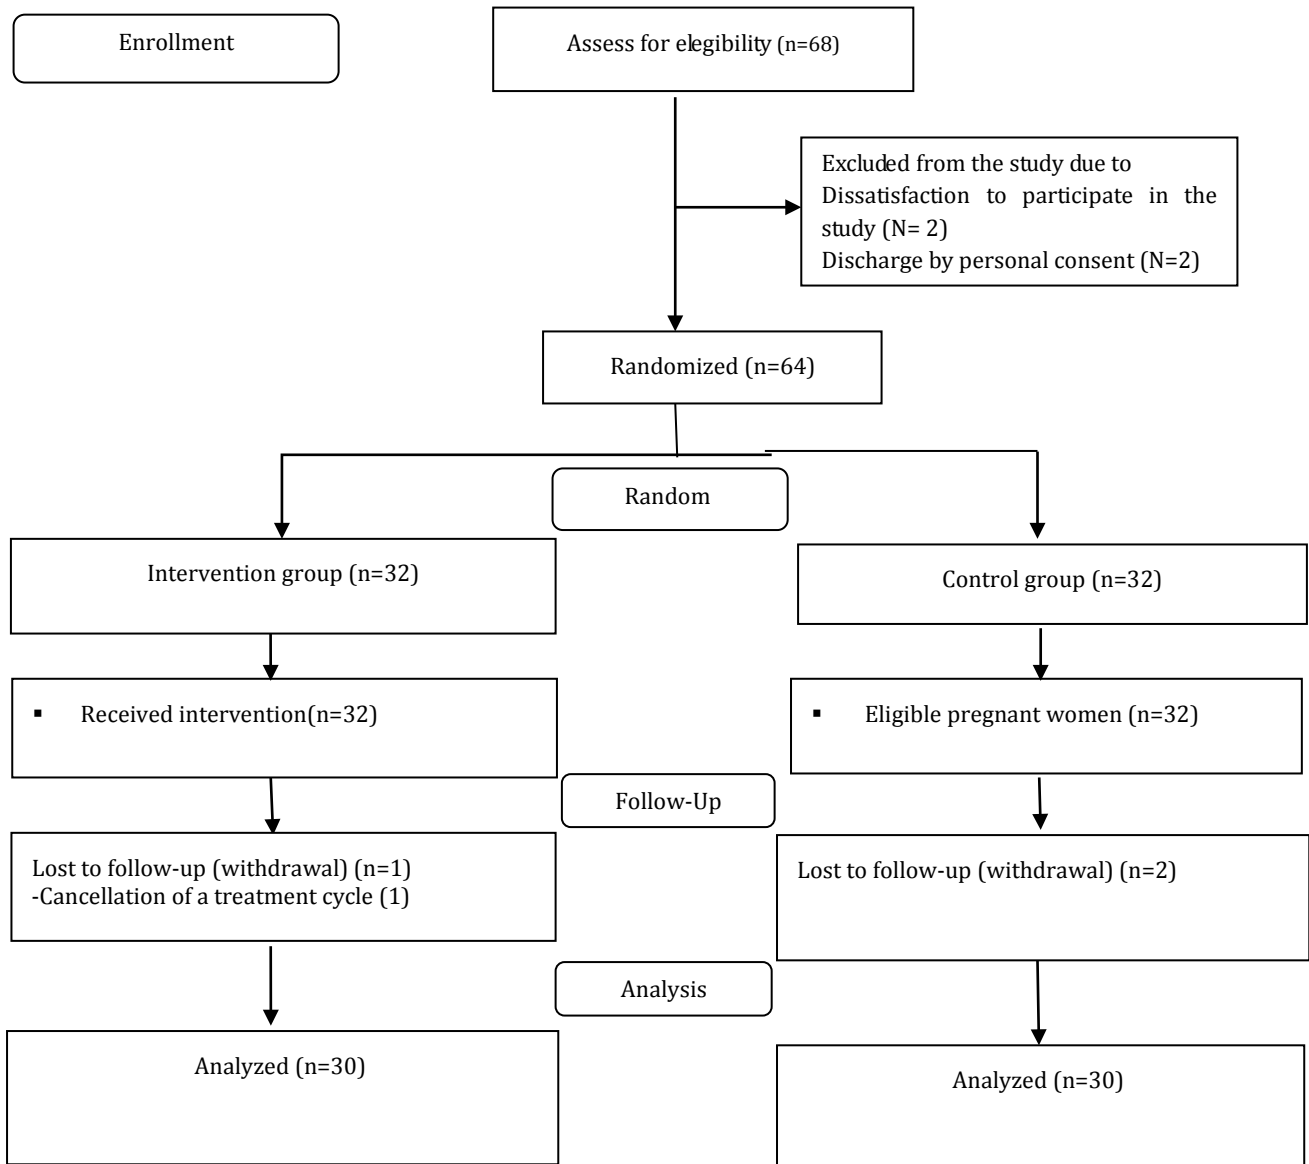 Enrollment
Assess for elegibility (n=68)
Excluded from the study due to
Dissatisfaction to participate in the
study (N= 2)
Discharge by personal consent (N=2)
Randomized (n=64)
Random
Intervention group (n=32)
Control group (n=32)
▪ Received intervention(n=32)
▪ Eligible pregnant women (n=32)
Follow-Up
Lost to follow-up (withdrawal) (n=1)
-Cancellation of a treatment cycle (1)
Lost to follow-up (withdrawal) (n=2)
Analysis
Analyzed (n=30)
Analyzed (n=30)